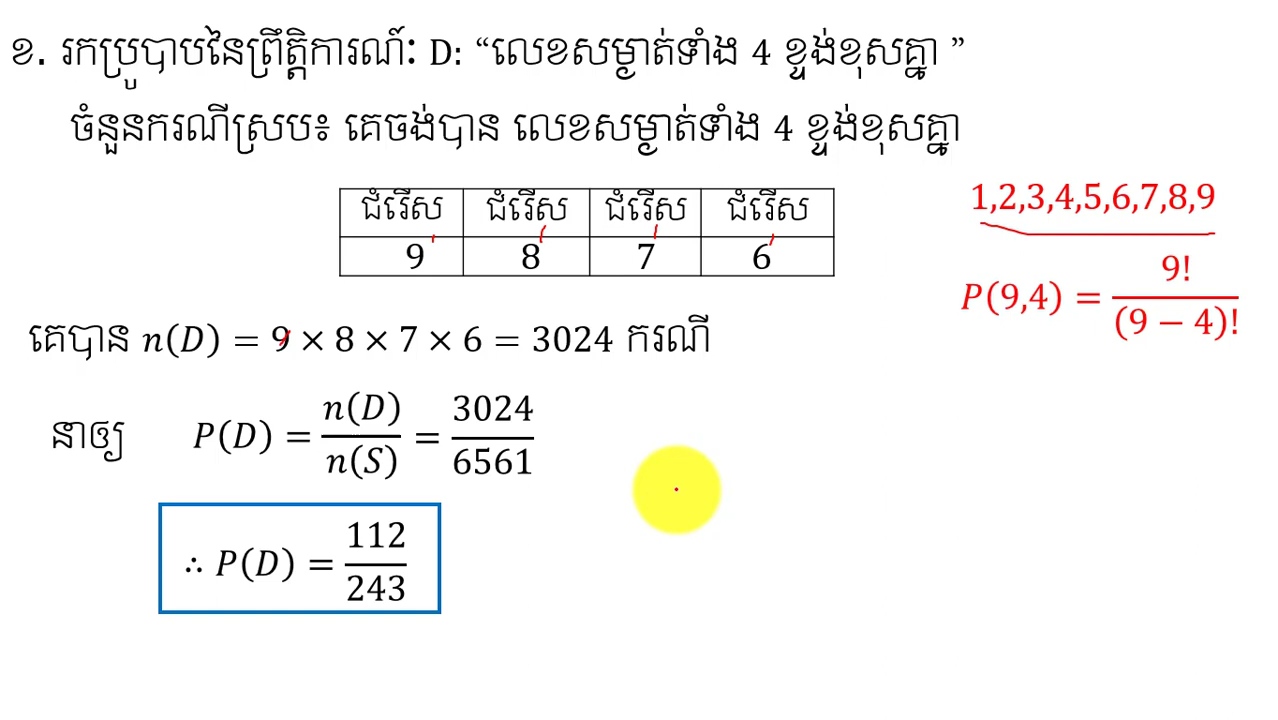 ខ. រកប្រូបាបនៃព្រឹត្តិការណ៍ៈ D: “លេខសម្ងាត់ទាំង 4 ខ្ទង់ខុសគ្នា ”
ចំនួនករណីស្រប៖ គេចង់បាន លេខសម្ងាត់ទាំង 4 ខ្ទង់ខុសគ្នា
ជំរើស ជំរើស ជំរើស ជំរើស
9 8 7 6
1,2,3,4,5,6,7,8,9
P(9,4) = 9! / (9 − 4)!
គេបាន n(D) = 9 × 8 × 7 × 6 = 3024 ករណី
នាឲ្យ P(D) = n(D) / n(S) = 3024 / 6561
∴ P(D) = 112 / 243